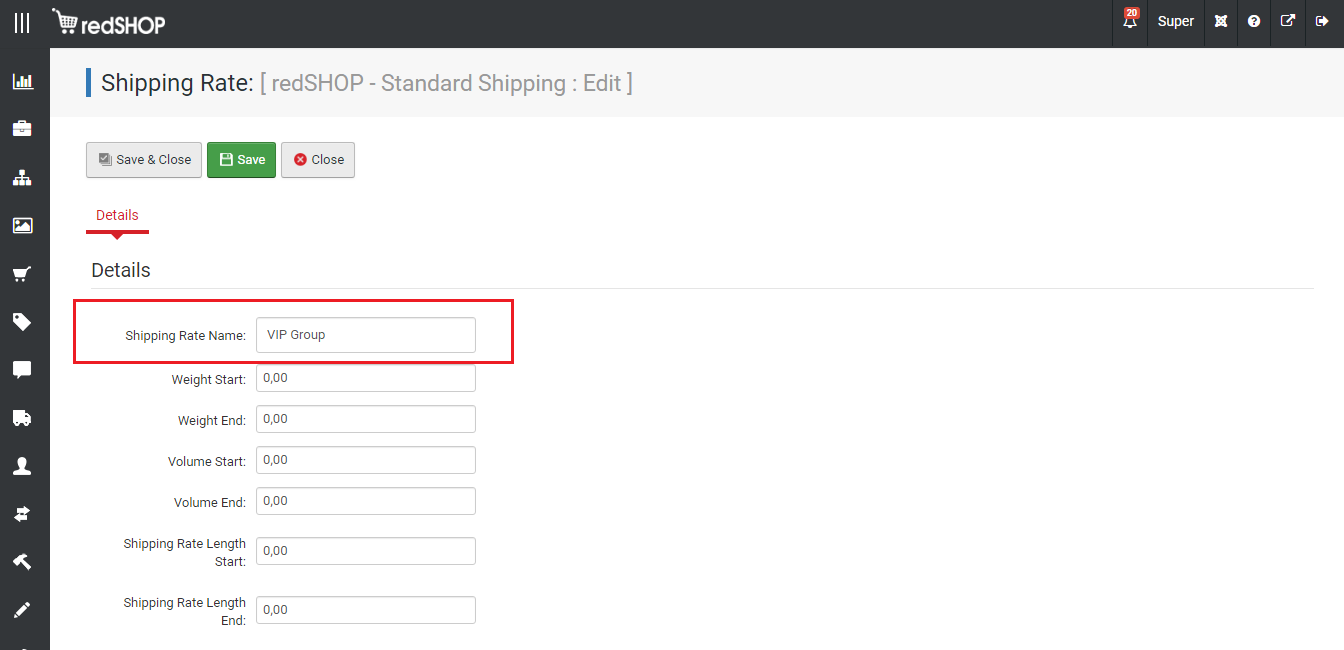 redSHOP
20
Super
Shipping Rate: [ redSHOP - Standard Shipping : Edit ]
Save & Close
Save
Close
Details
Details
Shipping Rate Name:
VIP Group
Weight Start:
0,00
Weight End:
0,00
Volume Start:
0,00
Volume End:
0,00
Shipping Rate Length
Start:
0,00
Shipping Rate Length
End:
0,00